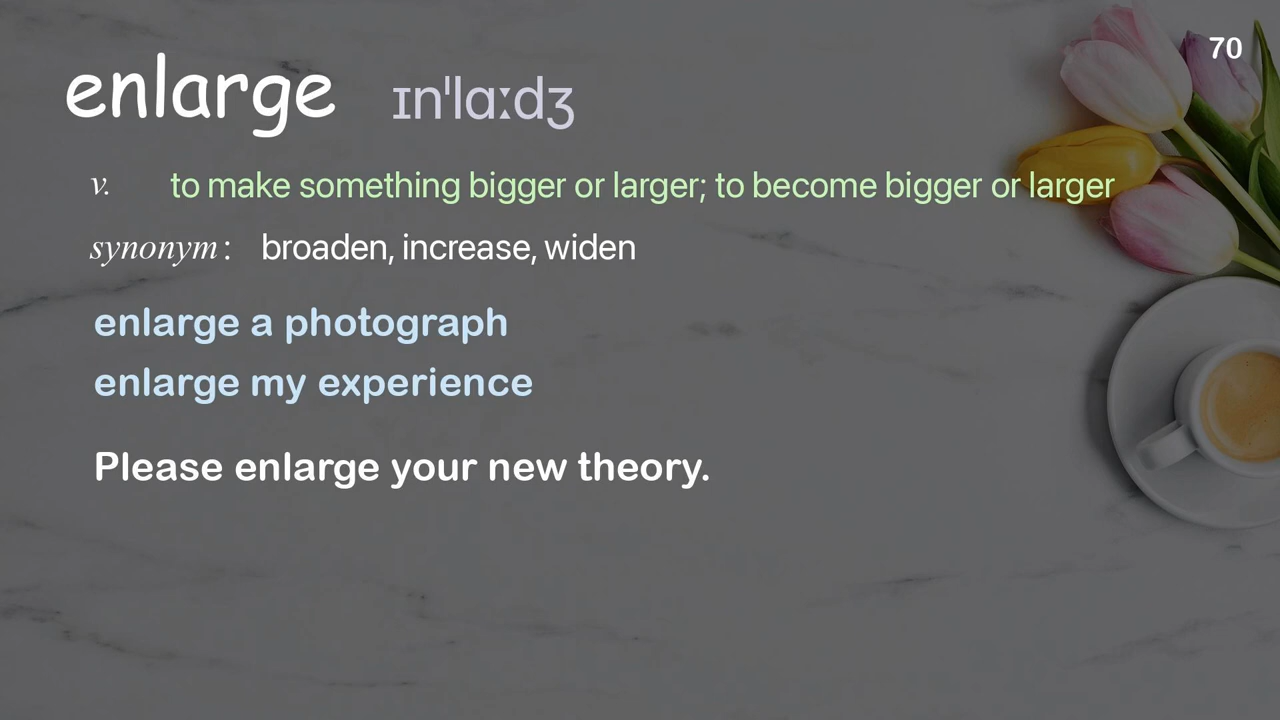 70
enlarge ɪn'lɑːdʒ
v. to make something bigger or larger; to become bigger or larger
synonym: broaden, increase, widen
enlarge a photograph
enlarge my experience
Please enlarge your new theory.